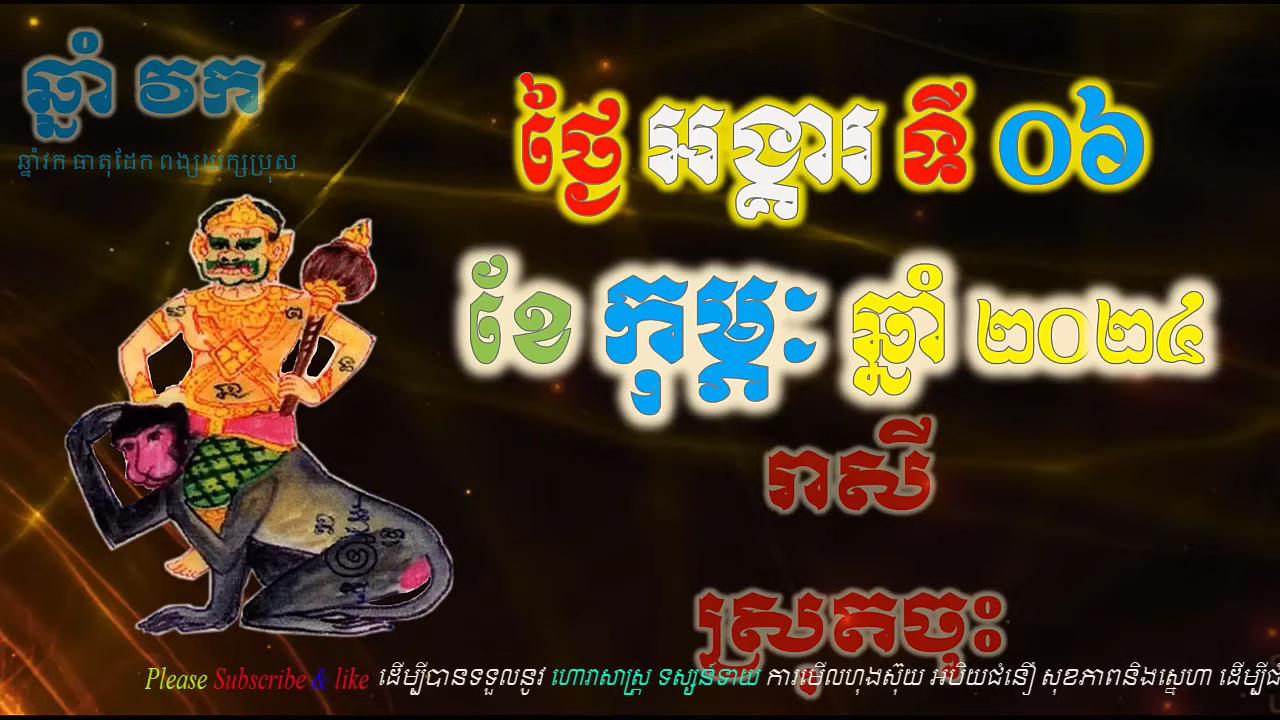 ឆ្នាំ វក
ឆ្នាំវក ធាតុដែក ពង្សយក្សប្រុស
ថ្ងៃ អង្គារ ទី ០៦
ខែ កុម្ភៈ ឆ្នាំ ២០២៤
រាសី
ស្រុតចុះ
Please Subscribe & like ដើម្បីបានទទួលនូវ ហោរាសាស្ត្រ ទស្សន៍ទាយ ការមើលហុងស៊ុយ អបិយជំនឿ សុខភាពនិងស្នេហា ដើម្បីជំ